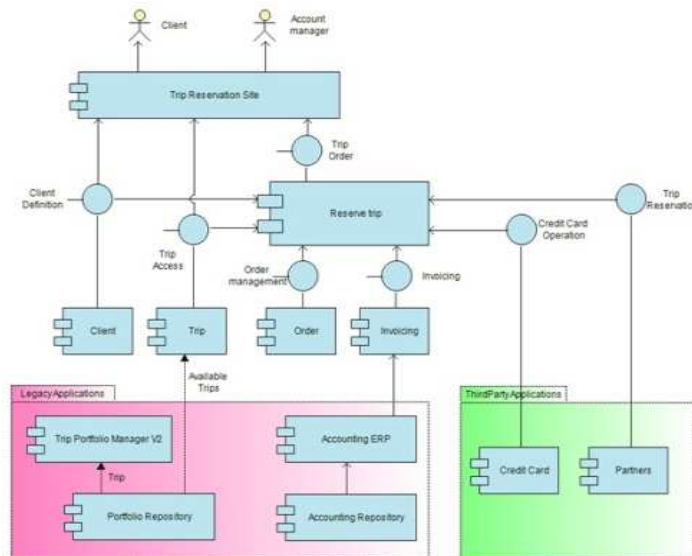 Client
Account
manager
Trip Reservation Site
Trip
Order
Client
Definition
Reserve trip
Trip
Reservation
Credit Card
Operation
Trip
Access
Order
management
Invoicing
Client
Trip
Order
Invoicing
Available
Trips
LegacyApplications
ThirdPartyApplications
Trip Portfolio Manager V2
Accounting ERP
Credit Card
Partners
Trip
Portfolio Repository
Accounting Repository